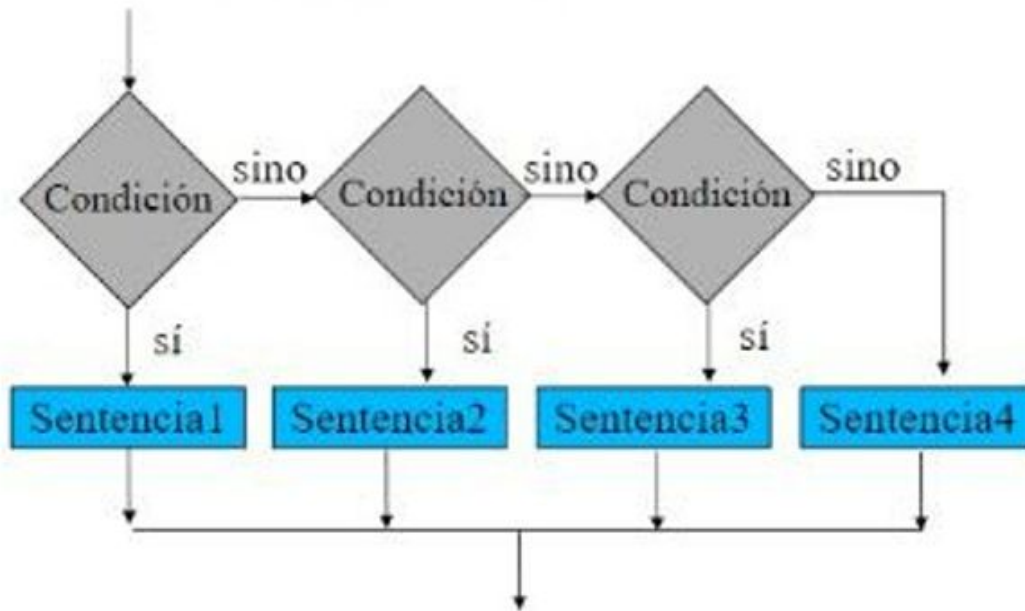 Condición
sino
Condición
sino
Condición
sino
sí
sí
sí
Sentencia1
Sentencia2
Sentencia3
Sentencia4